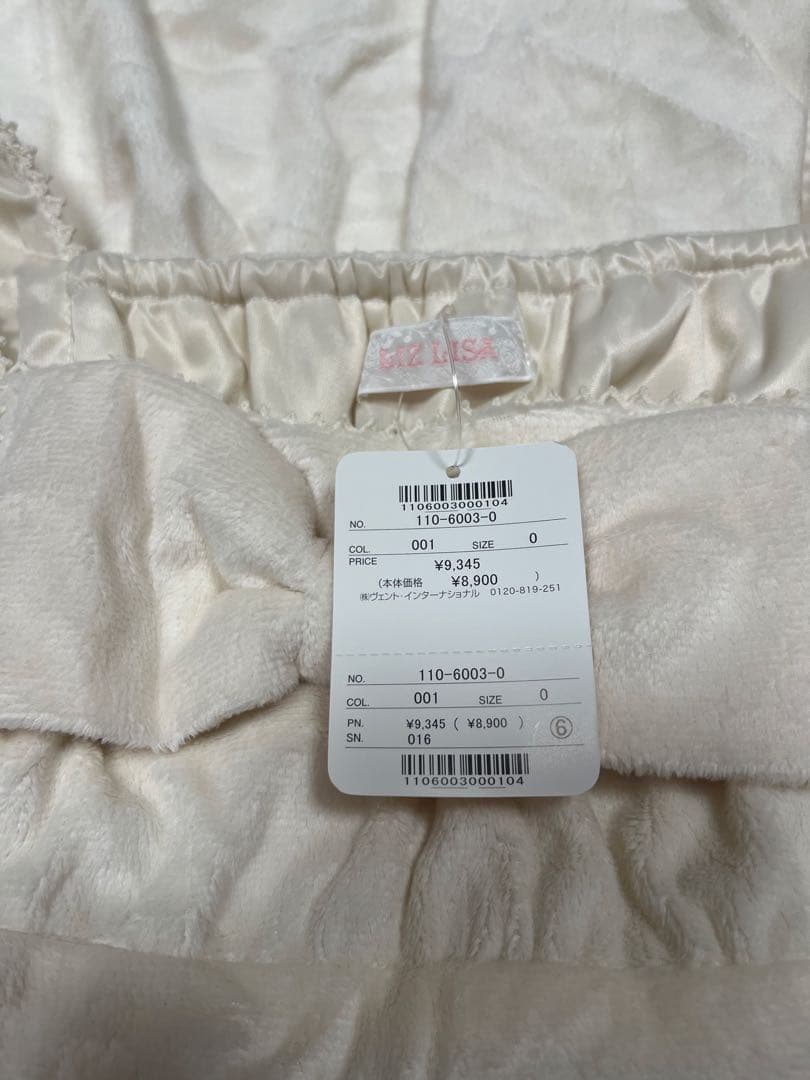 LIZ LISA
1106003000104
NO. 110-6003-0
COL. 001 SIZE 0
PRICE ¥9,345
(本体価格 ¥8,900 )
㈱ヴェント・インターナショナル 0120-819-251
NO. 110-6003-0
COL. 001 SIZE 0
PN. ¥9,345 ( ¥8,900 )
SN. 016 ⑥
1106003000104